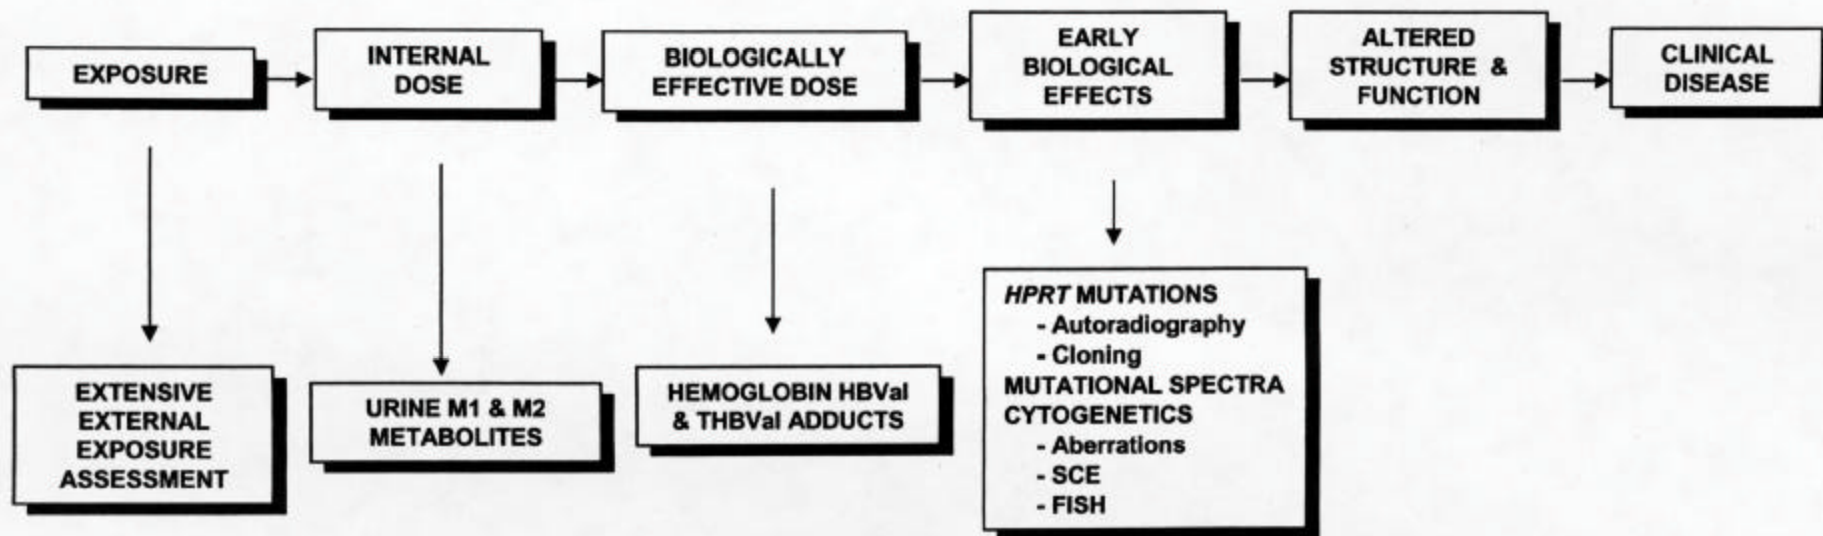 EXPOSURE
INTERNAL
DOSE
BIOLOGICALLY
EFFECTIVE DOSE
EARLY
BIOLOGICAL
EFFECTS
ALTERED
STRUCTURE &
FUNCTION
CLINICAL
DISEASE
EXTENSIVE
EXTERNAL
EXPOSURE
ASSESSMENT
URINE M1 & M2
METABOLITES
HEMOGLOBIN HBVal
& THBVal ADDUCTS
HPRT MUTATIONS
- Autoradiography
- Cloning
MUTATIONAL SPECTRA
CYTOGENETICS
- Aberrations
- SCE
- FISH